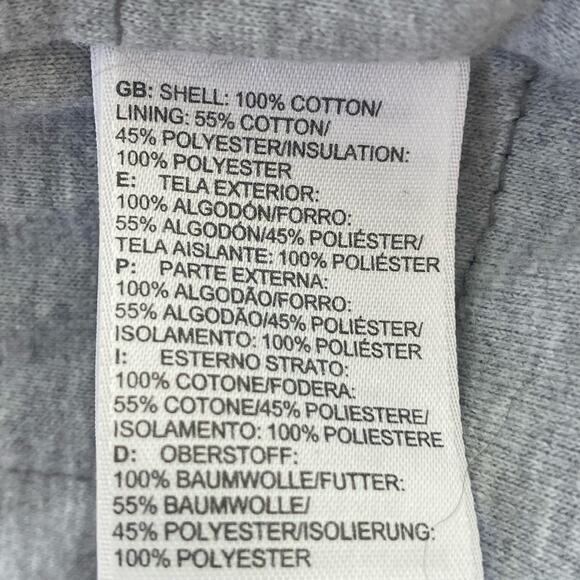 GB: SHELL: 100% COTTON/
LINING: 55% COTTON/
45% POLYESTER/INSULATION:
100% POLYESTER
E: TELA EXTERIOR:
100% ALGODÓN/FORRO:
55% ALGODÓN/45% POLIÉSTER/
TELA AISLANTE: 100% POLIÉSTER
P: PARTE EXTERNA:
100% ALGODÃO/FORRO:
55% ALGODÃO/45% POLIÉSTER/
ISOLAMENTO: 100% POLIÉSTER
I: ESTERNO STRATO:
100% COTONE/FODERA:
55% COTONE/45% POLIESTERE/
ISOLAMENTO: 100% POLIESTERE
D: OBERSTOFF:
100% BAUMWOLLE/FUTTER:
55% BAUMWOLLE/
45% POLYESTER/ISOLIERUNG:
100% POLYESTER